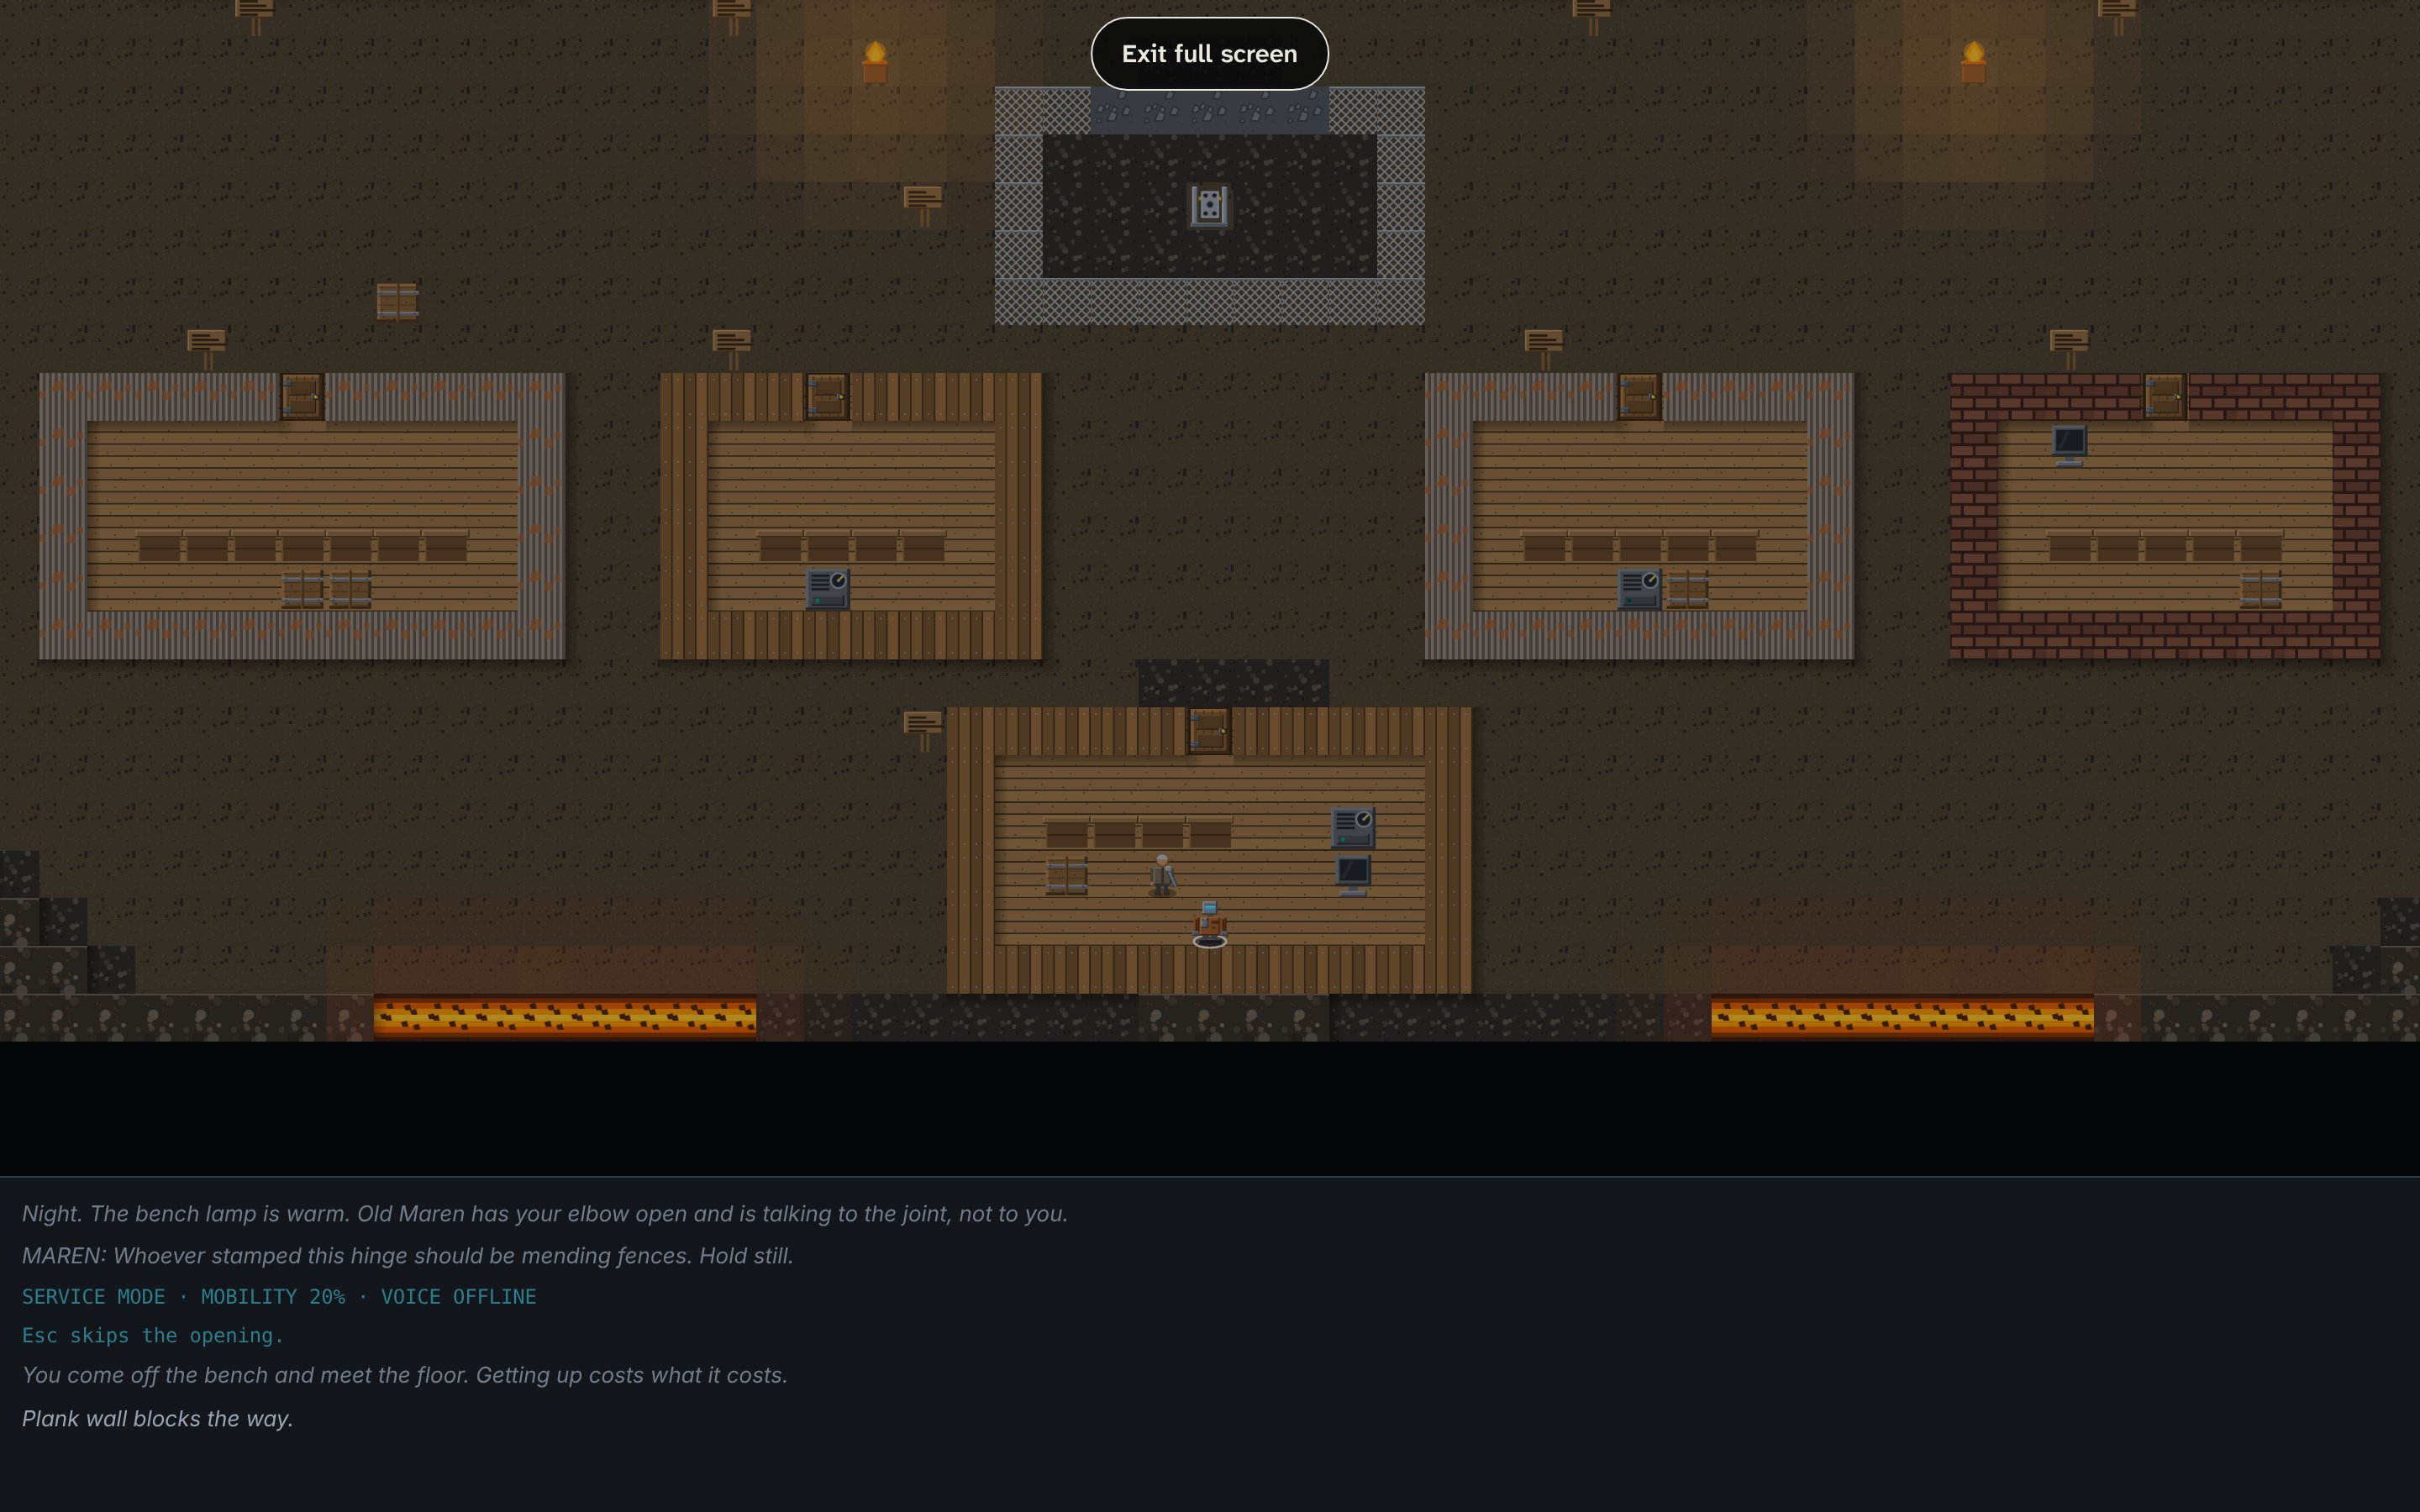 Exit full screen
Night. The bench lamp is warm. Old Maren has your elbow open and is talking to the joint, not to you.
MAREN: Whoever stamped this hinge should be mending fences. Hold still.
SERVICE MODE · MOBILITY 20% · VOICE OFFLINE
Esc skips the opening.
You come off the bench and meet the floor. Getting up costs what it costs.
Plank wall blocks the way.